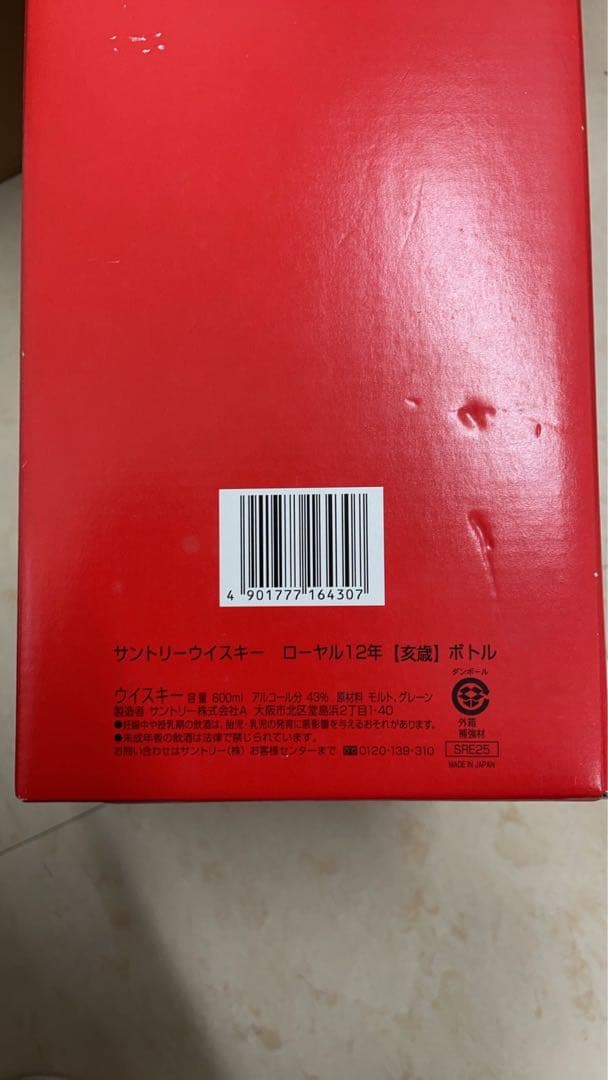 4 901777 164307
サントリーウイスキー ローヤル12年【亥歳】ボトル
ウイスキー 容量 600ml アルコール分 43% 原材料 モルト、グレーン
製造者 サントリー株式会社A 大阪市北区堂島浜2丁目1-40
●妊娠中や授乳期の飲酒は、胎児・乳児の発育に悪影響を与えるおそれがあります。
●未成年者の飲酒は法律で禁じられています。
お問い合わせはサントリー(株)お客様センターまで 0120-139-310
ダンボール
外箱
補強材
SRE25
MADE IN JAPAN